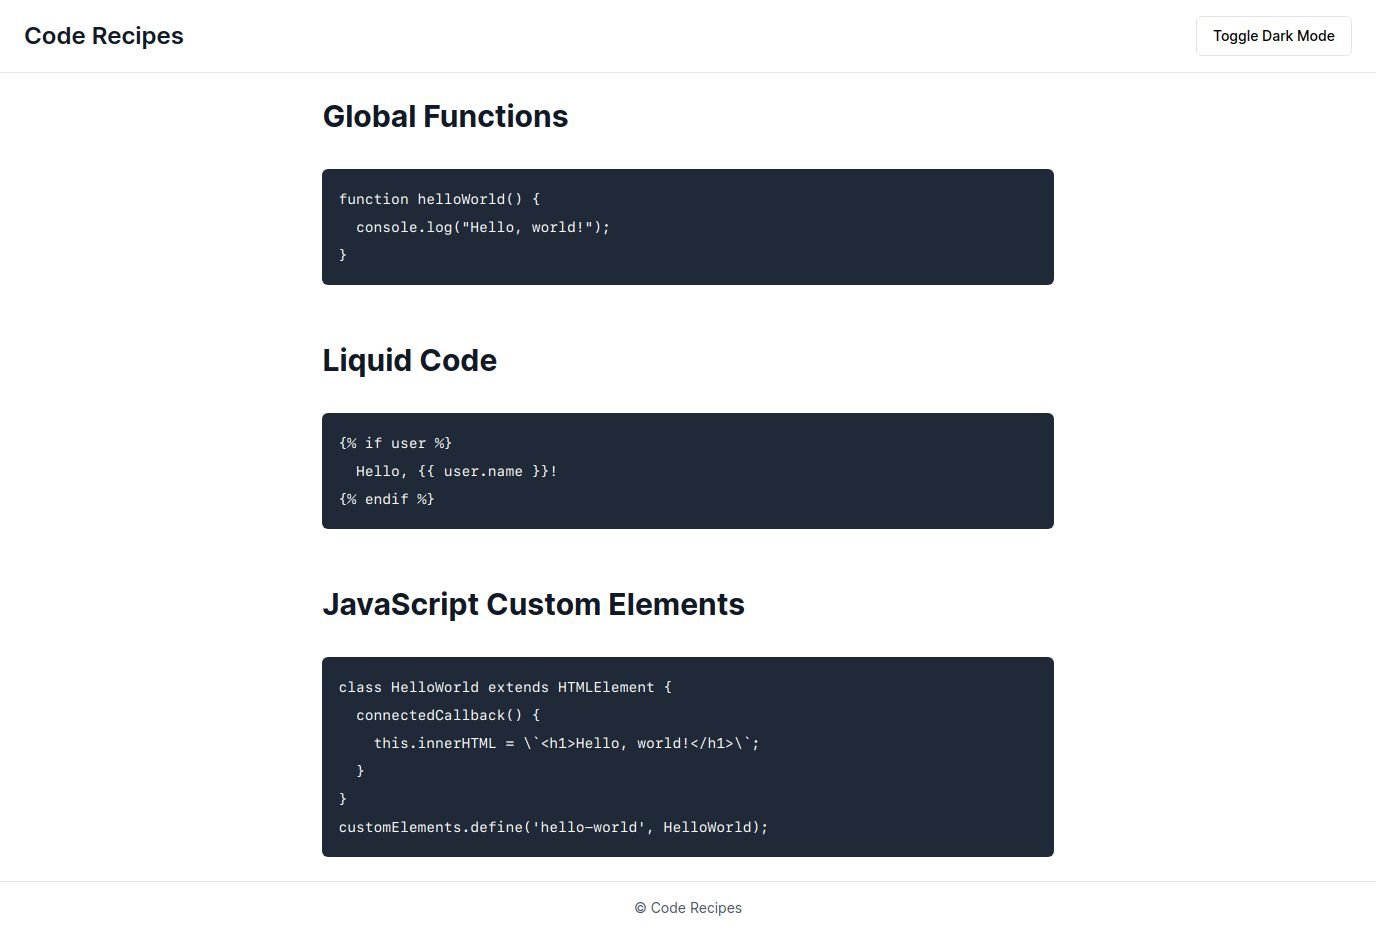 Code Recipes
Toggle Dark Mode
Global Functions
function helloWorld() {
  console.log("Hello, world!");
}
Liquid Code
{% if user %}
  Hello, {{ user.name }}!
{% endif %}
JavaScript Custom Elements
class HelloWorld extends HTMLElement {
  connectedCallback() {
    this.innerHTML = \`<h1>Hello, world!</h1>\`;
  }
}
customElements.define('hello-world', HelloWorld);
© Code Recipes